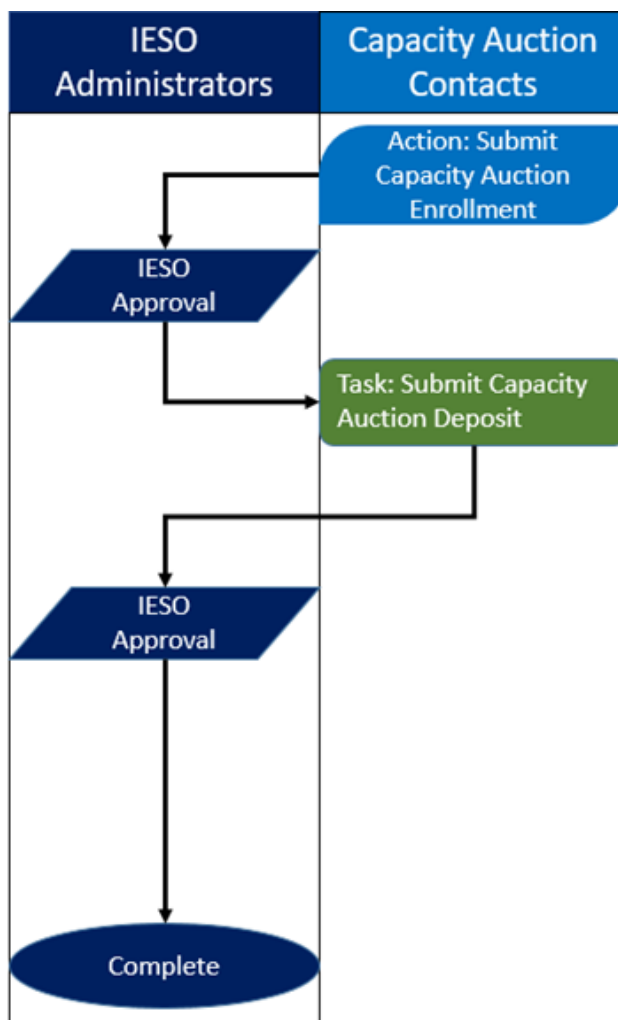 IESO
Administrators
Capacity Auction
Contacts
Action: Submit
Capacity Auction
Enrollment
IESO
Approval
Task: Submit Capacity
Auction Deposit
IESO
Approval
Complete